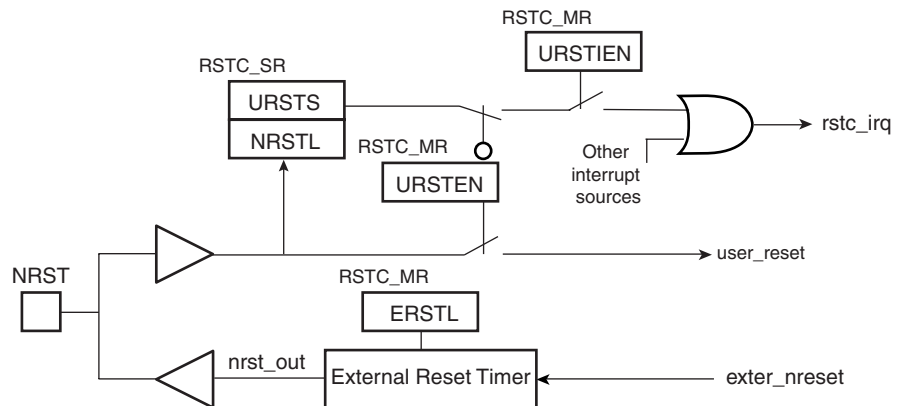 RSTC_MR
URSTIEN
RSTC_SR
URSTS
NRSTL
rstc_irq
RSTC_MR
URSTEN
Other
interrupt
sources
user_reset
NRST
RSTC_MR
ERSTL
nrst_out
External Reset Timer
exter_nreset